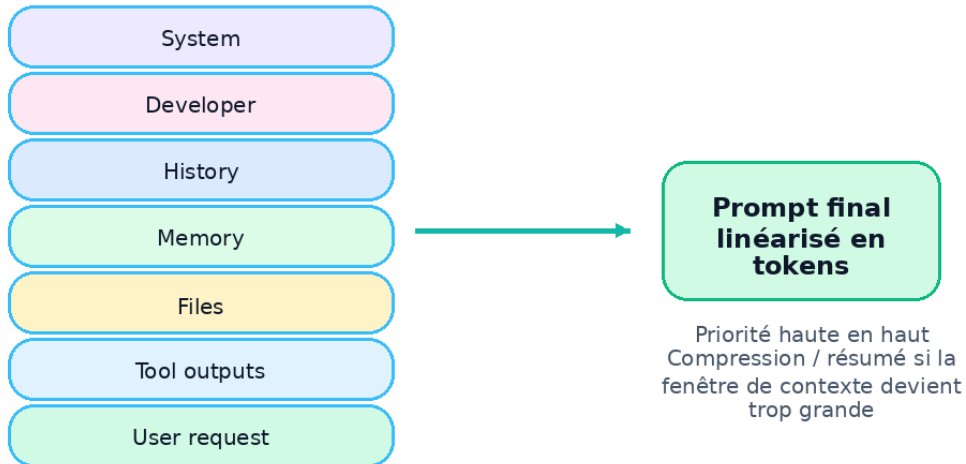 System
Developer
History
Memory
Files
Tool outputs
User request
Prompt final
linéarisé en
tokens
Priorité haute en haut
Compression / résumé si la
fenêtre de contexte devient
trop grande